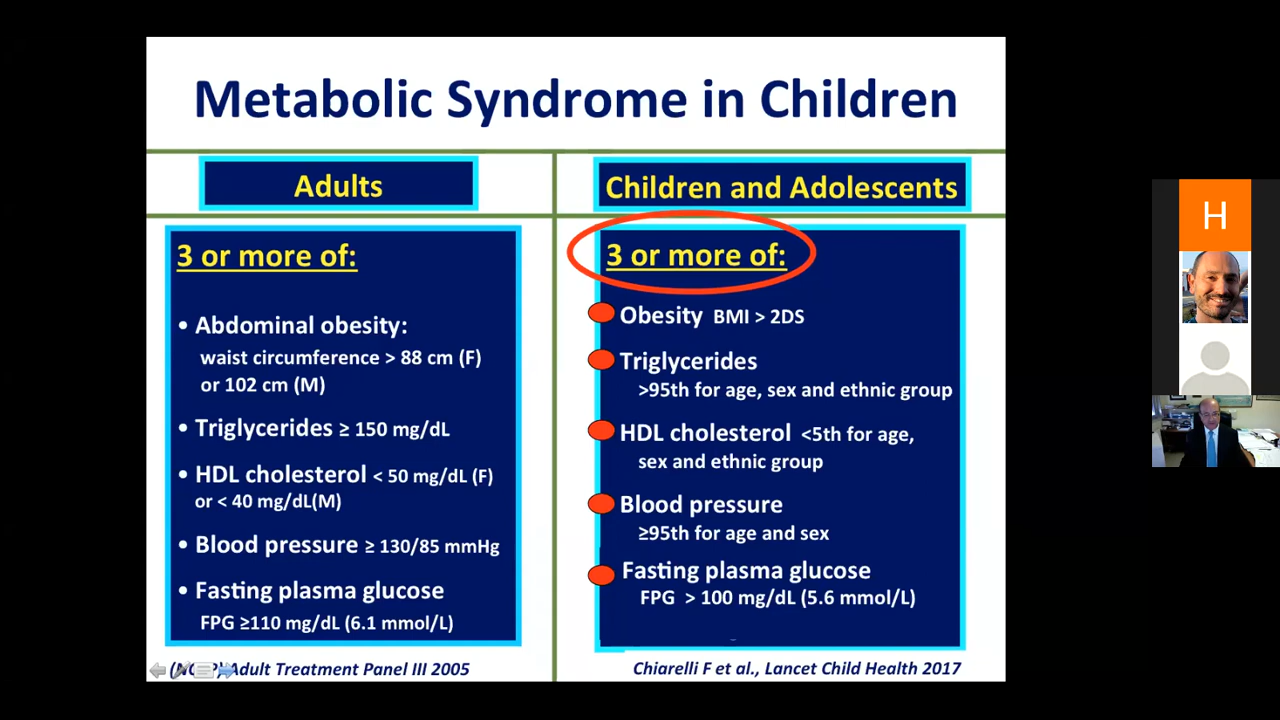 Metabolic Syndrome in Children
Adults
3 or more of:
• Abdominal obesity:
waist circumference > 88 cm (F)
or 102 cm (M)
• Triglycerides ≥ 150 mg/dL
• HDL cholesterol < 50 mg/dL (F)
or < 40 mg/dL(M)
• Blood pressure ≥ 130/85 mmHg
• Fasting plasma glucose
FPG ≥110 mg/dL (6.1 mmol/L)
Adult Treatment Panel III 2005
Children and Adolescents
3 or more of:
Obesity BMI > 2DS
Triglycerides
>95th for age, sex and ethnic group
HDL cholesterol <5th for age,
sex and ethnic group
Blood pressure
≥95th for age and sex
Fasting plasma glucose
FPG > 100 mg/dL (5.6 mmol/L)
Chiarelli F et al., Lancet Child Health 2017
H